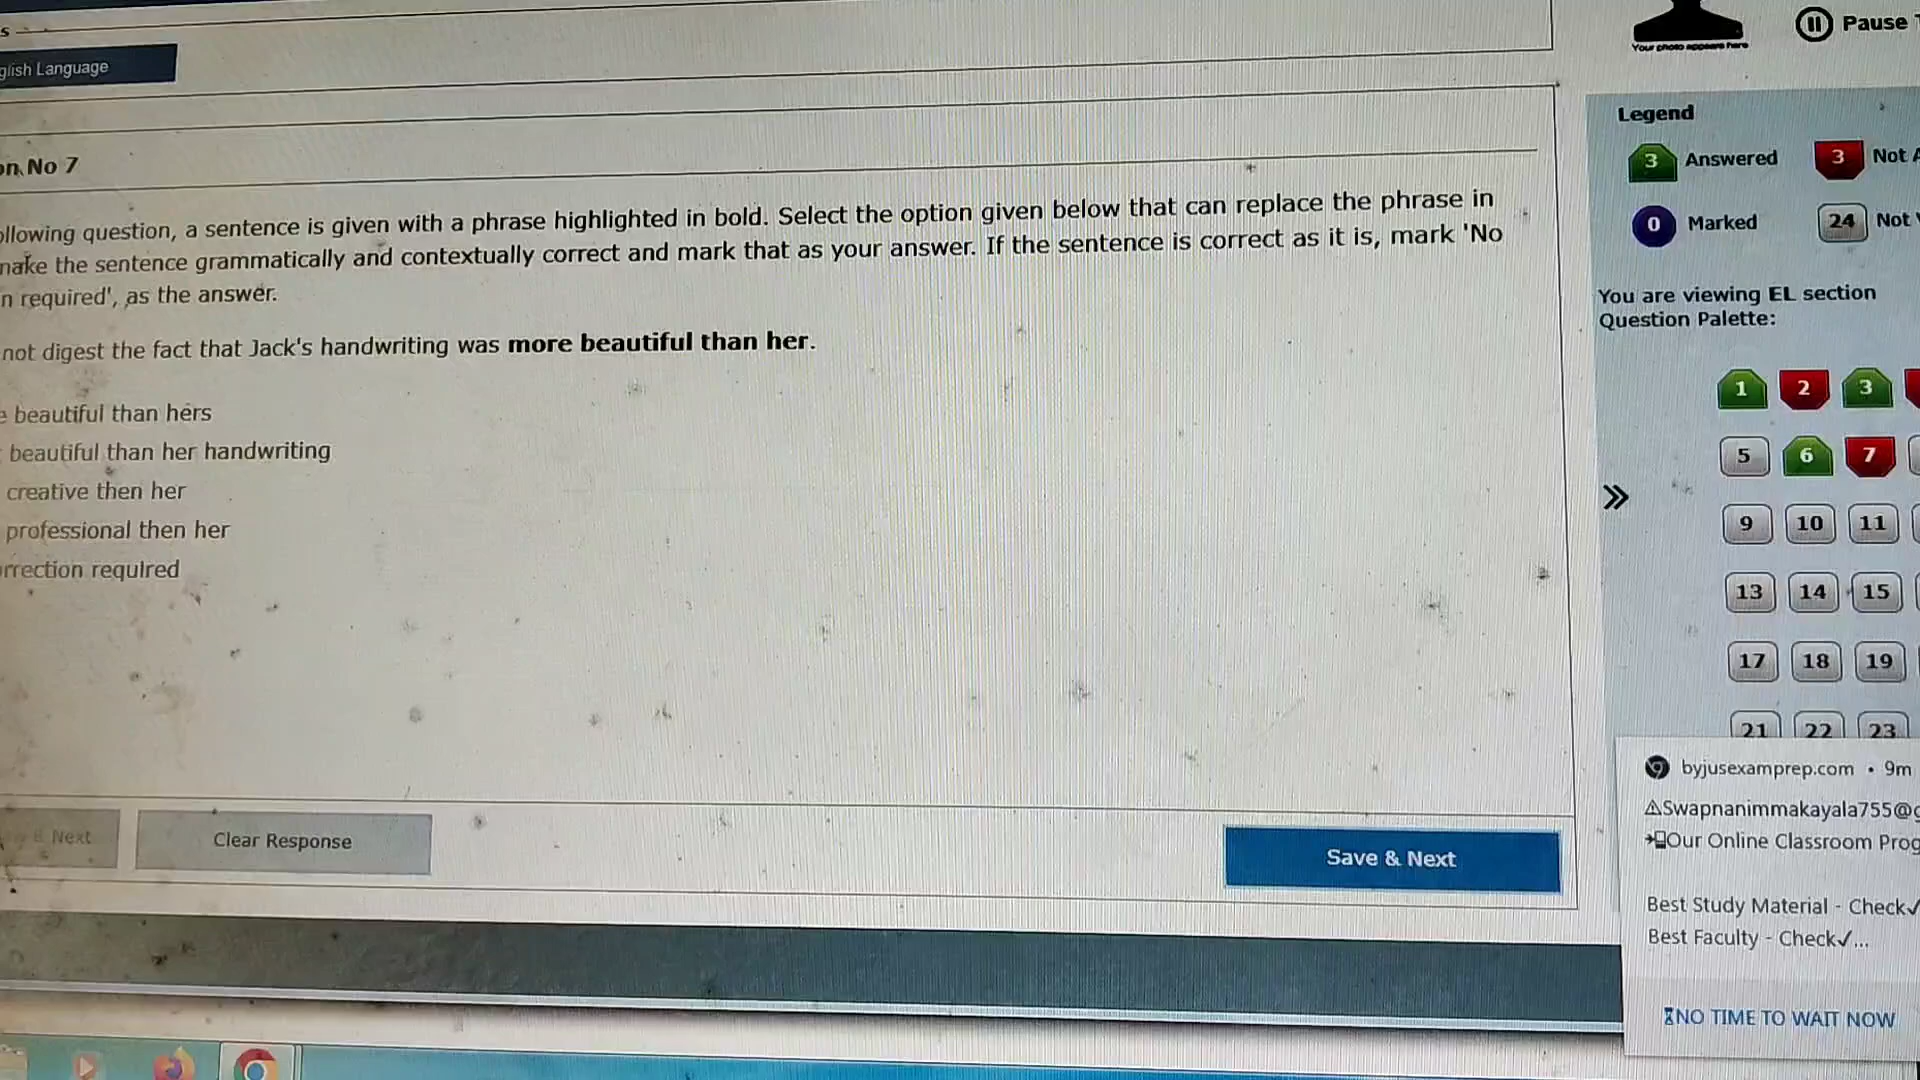 glish Language
Your photo appears here
Pause
Legend
3 Answered
3 Not
0 Marked
24 Not
You are viewing EL section
Question Palette:
1 2 3
5 6 7
9 10 11
13 14 15
17 18 19
21 22 23
No 7
ollowing question, a sentence is given with a phrase highlighted in bold. Select the option given below that can replace the phrase in
make the sentence grammatically and contextually correct and mark that as your answer. If the sentence is correct as it is, mark 'No
n required', as the answer.
not digest the fact that Jack's handwriting was more beautiful than her.
e beautiful than hers
beautiful than her handwriting
creative then her
professional then her
rrection required
& Next
Clear Response
Save & Next
byjusexamprep.com • 9m
⚠Swapnanimmakayala755@g
Our Online Classroom Prog
Best Study Material - Check✓
Best Faculty - Check✓...
⌛NO TIME TO WAIT NOW